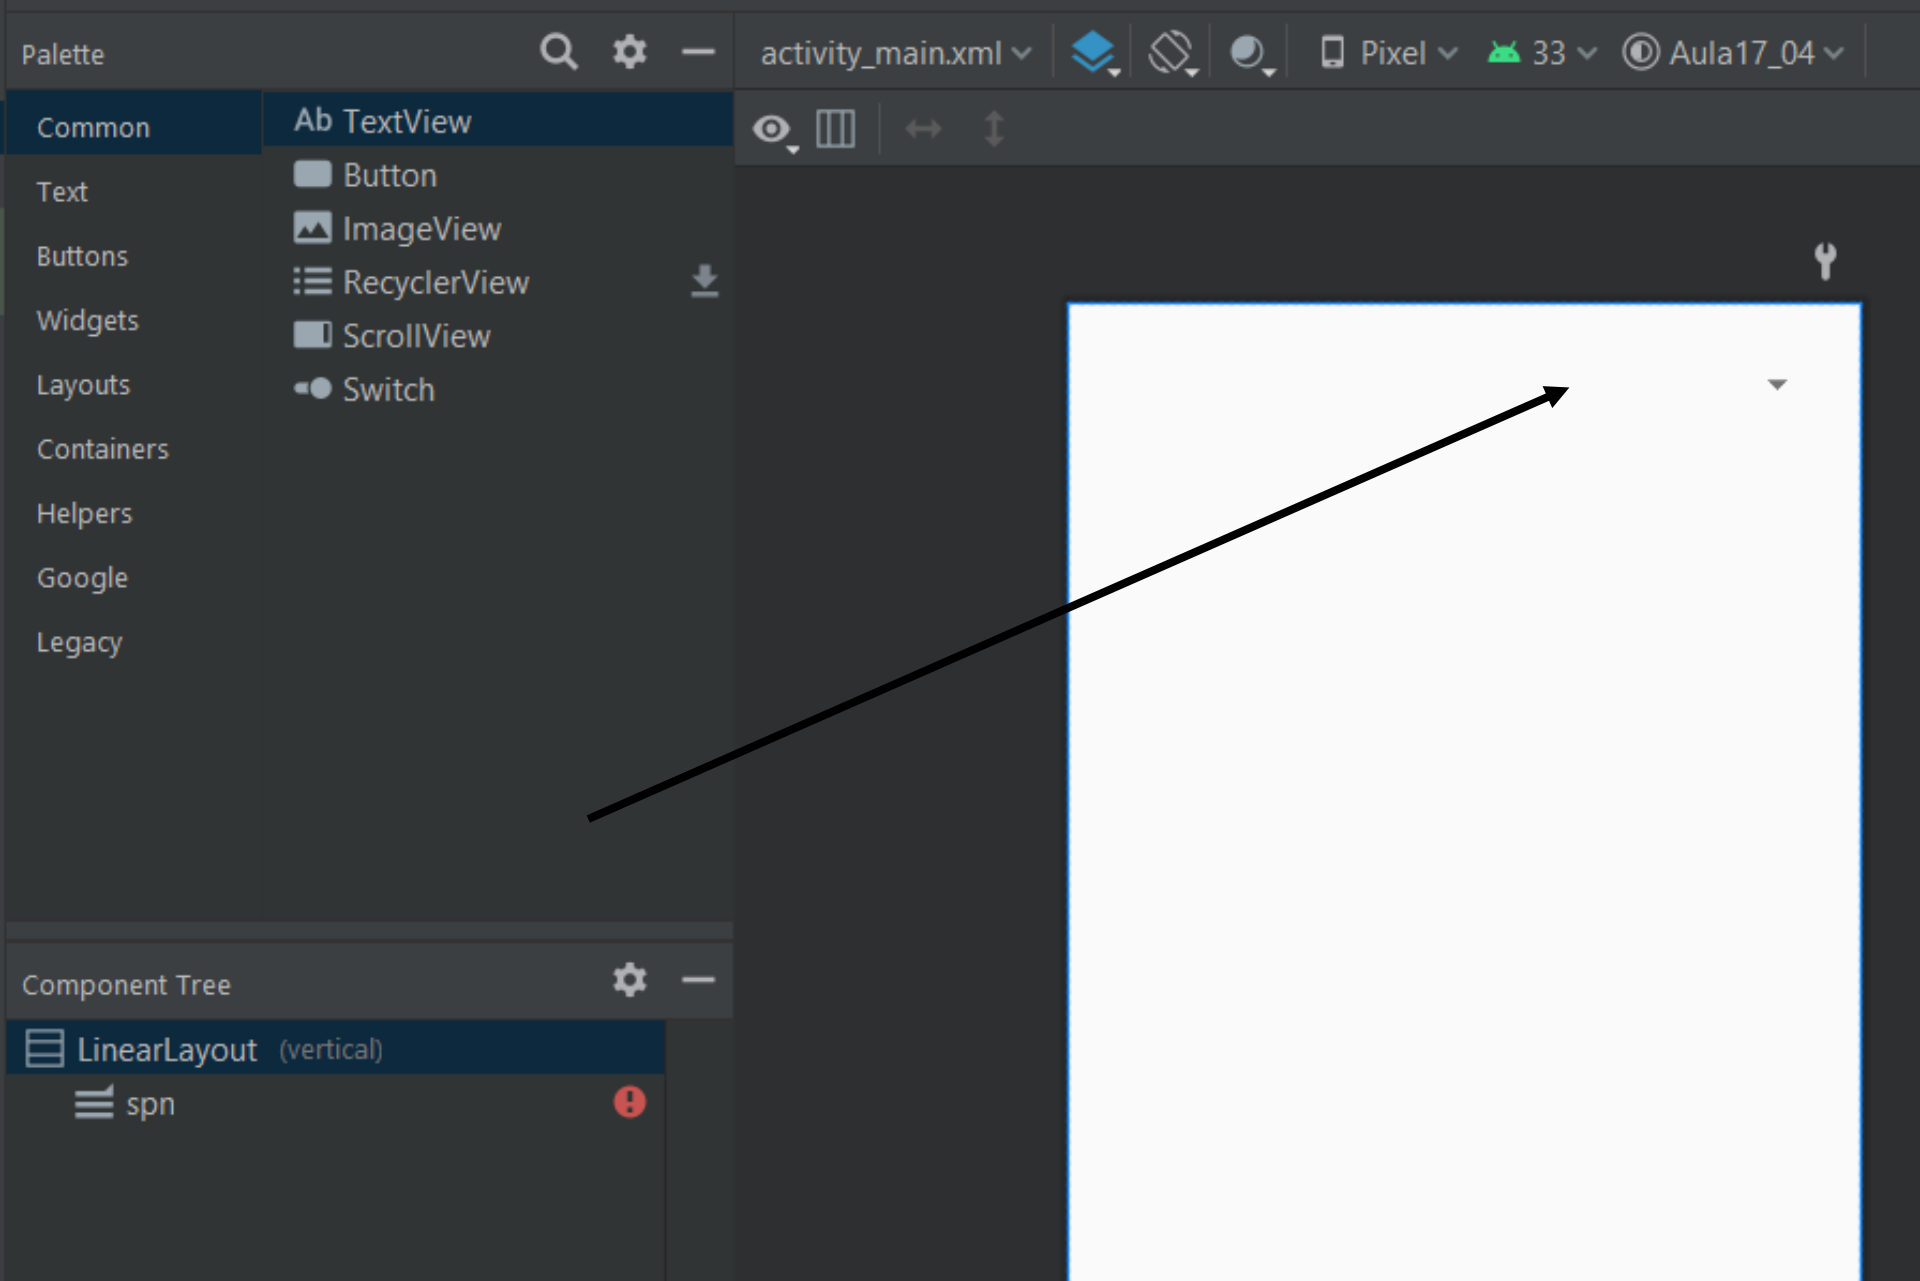 Palette
activity_main.xml
Pixel
33
Aula17_04
Common
Text
Buttons
Widgets
Layouts
Containers
Helpers
Google
Legacy
Ab TextView
Button
ImageView
RecyclerView
ScrollView
Switch
Component Tree
LinearLayout (vertical)
spn